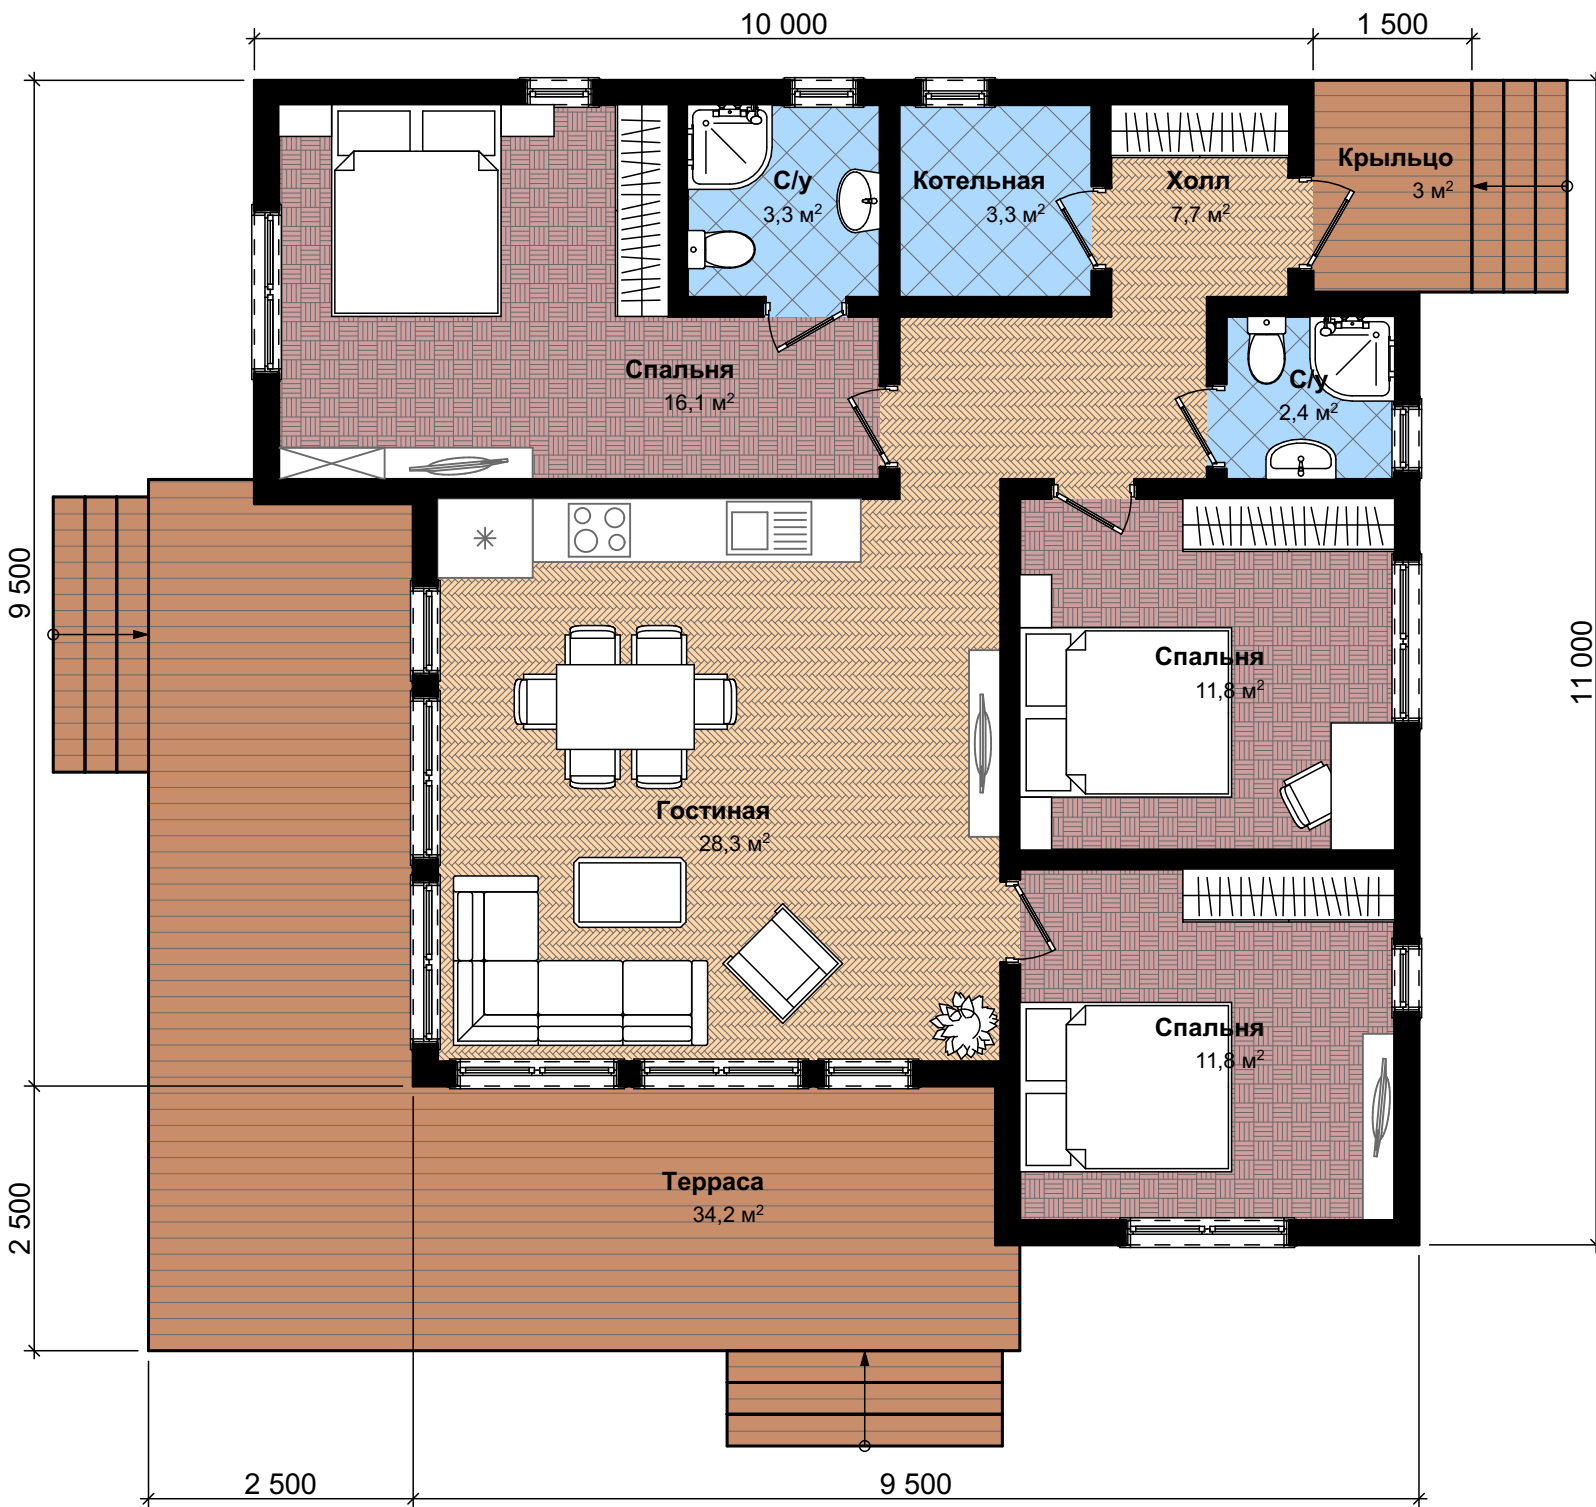 10 000
1 500
Крыльцо
3 м²
С/у
3,3 м²
Котельная
3,3 м²
Холл
7,7 м²
Спальня
16,1 м²
С/у
2,4 м²
9 500
11 000
Спальня
11,8 м²
Гостиная
28,3 м²
Спальня
11,8 м²
Терраса
34,2 м²
2 500
2 500
9 500